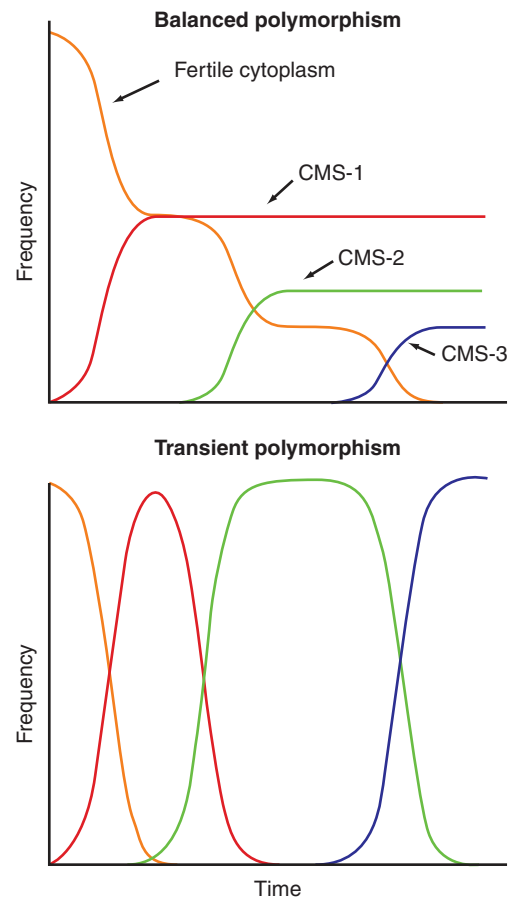 Balanced polymorphism
Fertile cytoplasm
CMS-1
CMS-2
CMS-3
Frequency
Transient polymorphism
Frequency
Time